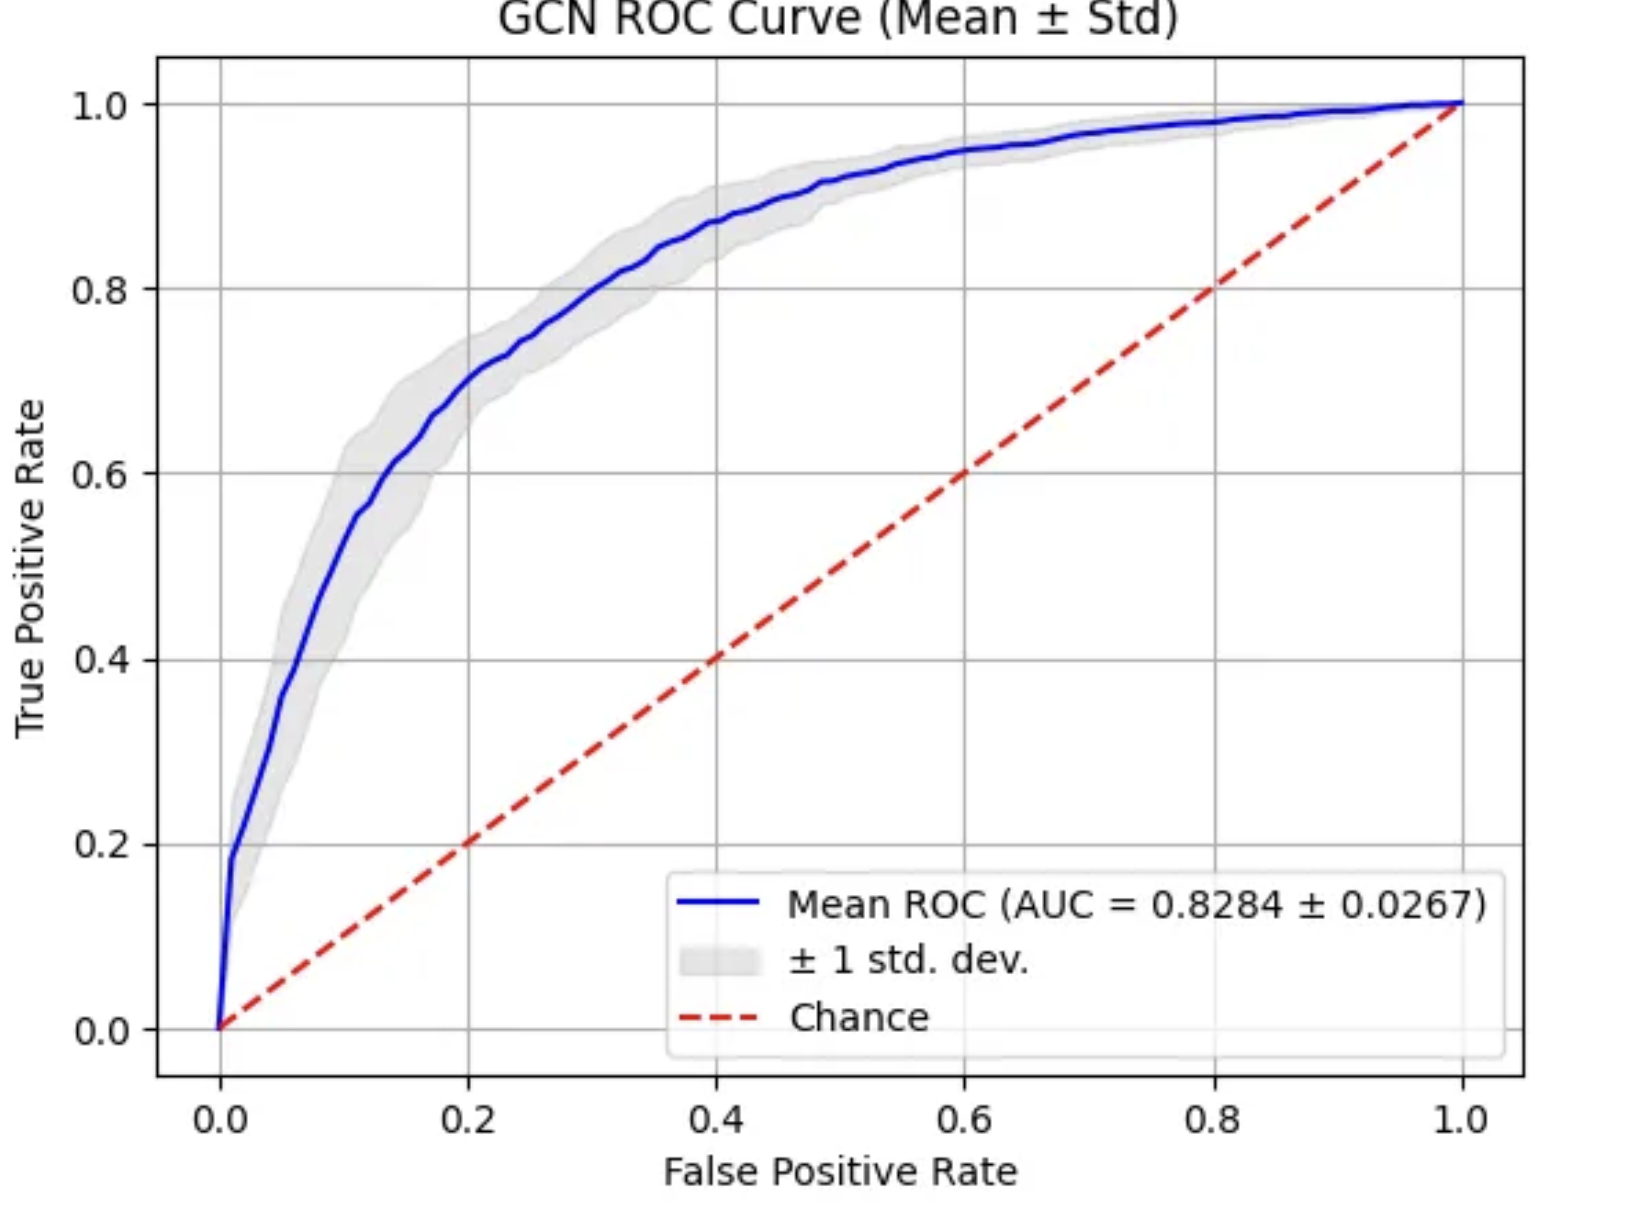 GCN ROC Curve (Mean ± Std)
1.0
0.8
0.6
0.4
0.2
0.0
True Positive Rate
Mean ROC (AUC = 0.8284 ± 0.0267)
± 1 std. dev.
Chance
0.0 0.2 0.4 0.6 0.8 1.0
False Positive Rate